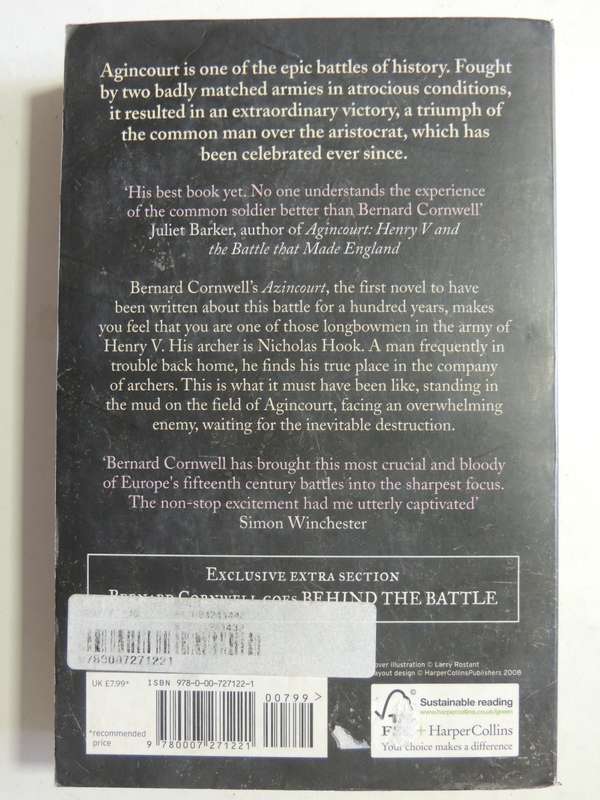 Agincourt is one of the epic battles of history. Fought
by two badly matched armies in atrocious conditions,
it resulted in an extraordinary victory, a triumph of
the common man over the aristocrat, which has
been celebrated ever since.
'His best book yet. No one understands the experience
of the common soldier better than Bernard Cornwell'
Juliet Barker, author of Agincourt: Henry V and
the Battle that Made England
Bernard Cornwell's Azincourt, the first novel to have
been written about this battle for a hundred years, makes
you feel that you are one of those longbowmen in the army of
Henry V. His archer is Nicholas Hook. A man frequently in
trouble back home, he finds his true place in the company
of archers. This is what it must have been like, standing in
the mud on the field of Agincourt, facing an overwhelming
enemy, waiting for the inevitable destruction.
'Bernard Cornwell has brought this most crucial and bloody
of Europe's fifteenth century battles into the sharpest focus.
The non-stop excitement had me utterly captivated'
Simon Winchester
EXCLUSIVE EXTRA SECTION
BERNARD CORNWELL GOES BEHIND THE BATTLE
789007271221
over illustration © Larry Rostant
ayout design © HarperCollinsPublishers 2008
UK £7.99*
ISBN 978-0-00-727122-1
00799 >
*recommended
price
9 780007 271221
Sustainable reading
www.harpercollins.co.uk/green
+ HarperCollins
Your choice makes a difference